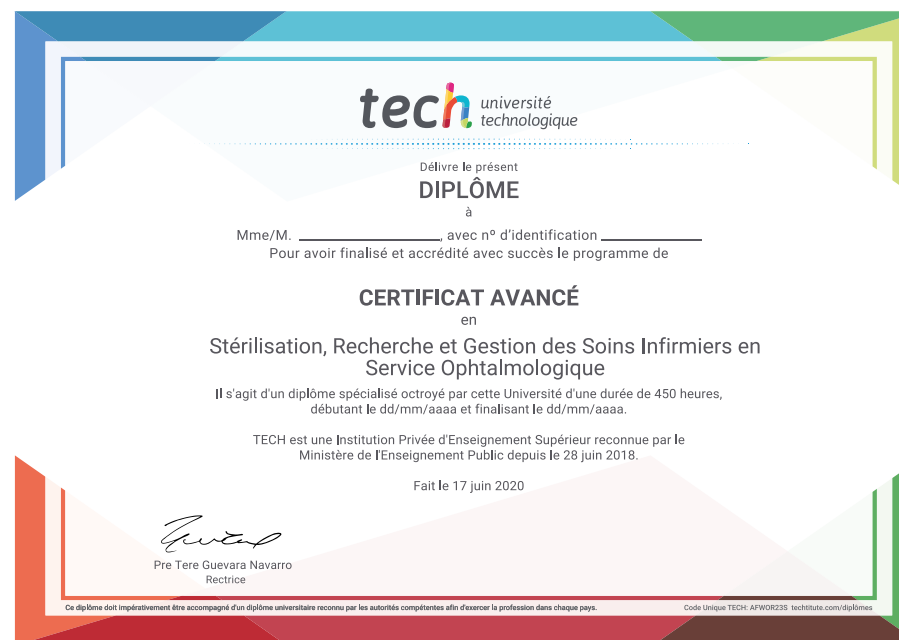 tech université
technologique
Délivre le présent
DIPLÔME
à
Mme/M. ____________, avec nº d'identification ____________
Pour avoir finalisé et accrédité avec succès le programme de
CERTIFICAT AVANCÉ
en
Stérilisation, Recherche et Gestion des Soins Infirmiers en
Service Ophtalmologique
Il s'agit d'un diplôme spécialisé octroyé par cette Université d'une durée de 450 heures,
débutant le dd/mm/aaaa et finalisant le dd/mm/aaaa.
TECH est une Institution Privée d'Enseignement Supérieur reconnue par le
Ministère de l'Enseignement Public depuis le 28 juin 2018.
Fait le 17 juin 2020
Pre Tere Guevara Navarro
Rectrice
Ce diplôme doit impérativement être accompagné d'un diplôme universitaire reconnu par les autorités compétentes afin d'exercer la profession dans chaque pays.
Code Unique TECH: AFWOR23S techtitute.com/diplômes